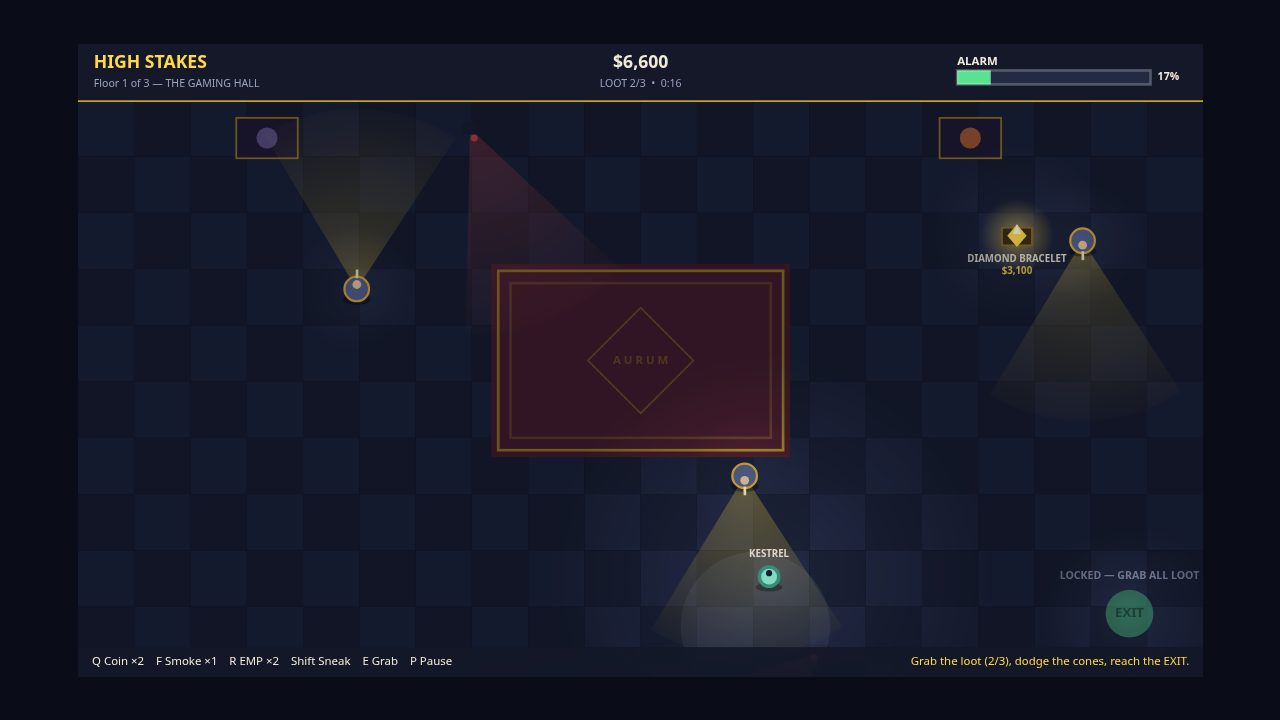 HIGH STAKES
Floor 1 of 3 — THE GAMING HALL
$6,600
LOOT 2/3 • 0:16
ALARM
17%
DIAMOND BRACELET
$3,100
AURUM
KESTREL
LOCKED — GRAB ALL LOOT
EXIT
Q Coin ×2 F Smoke ×1 R EMP ×2 Shift Sneak E Grab P Pause
Grab the loot (2/3), dodge the cones, reach the EXIT.